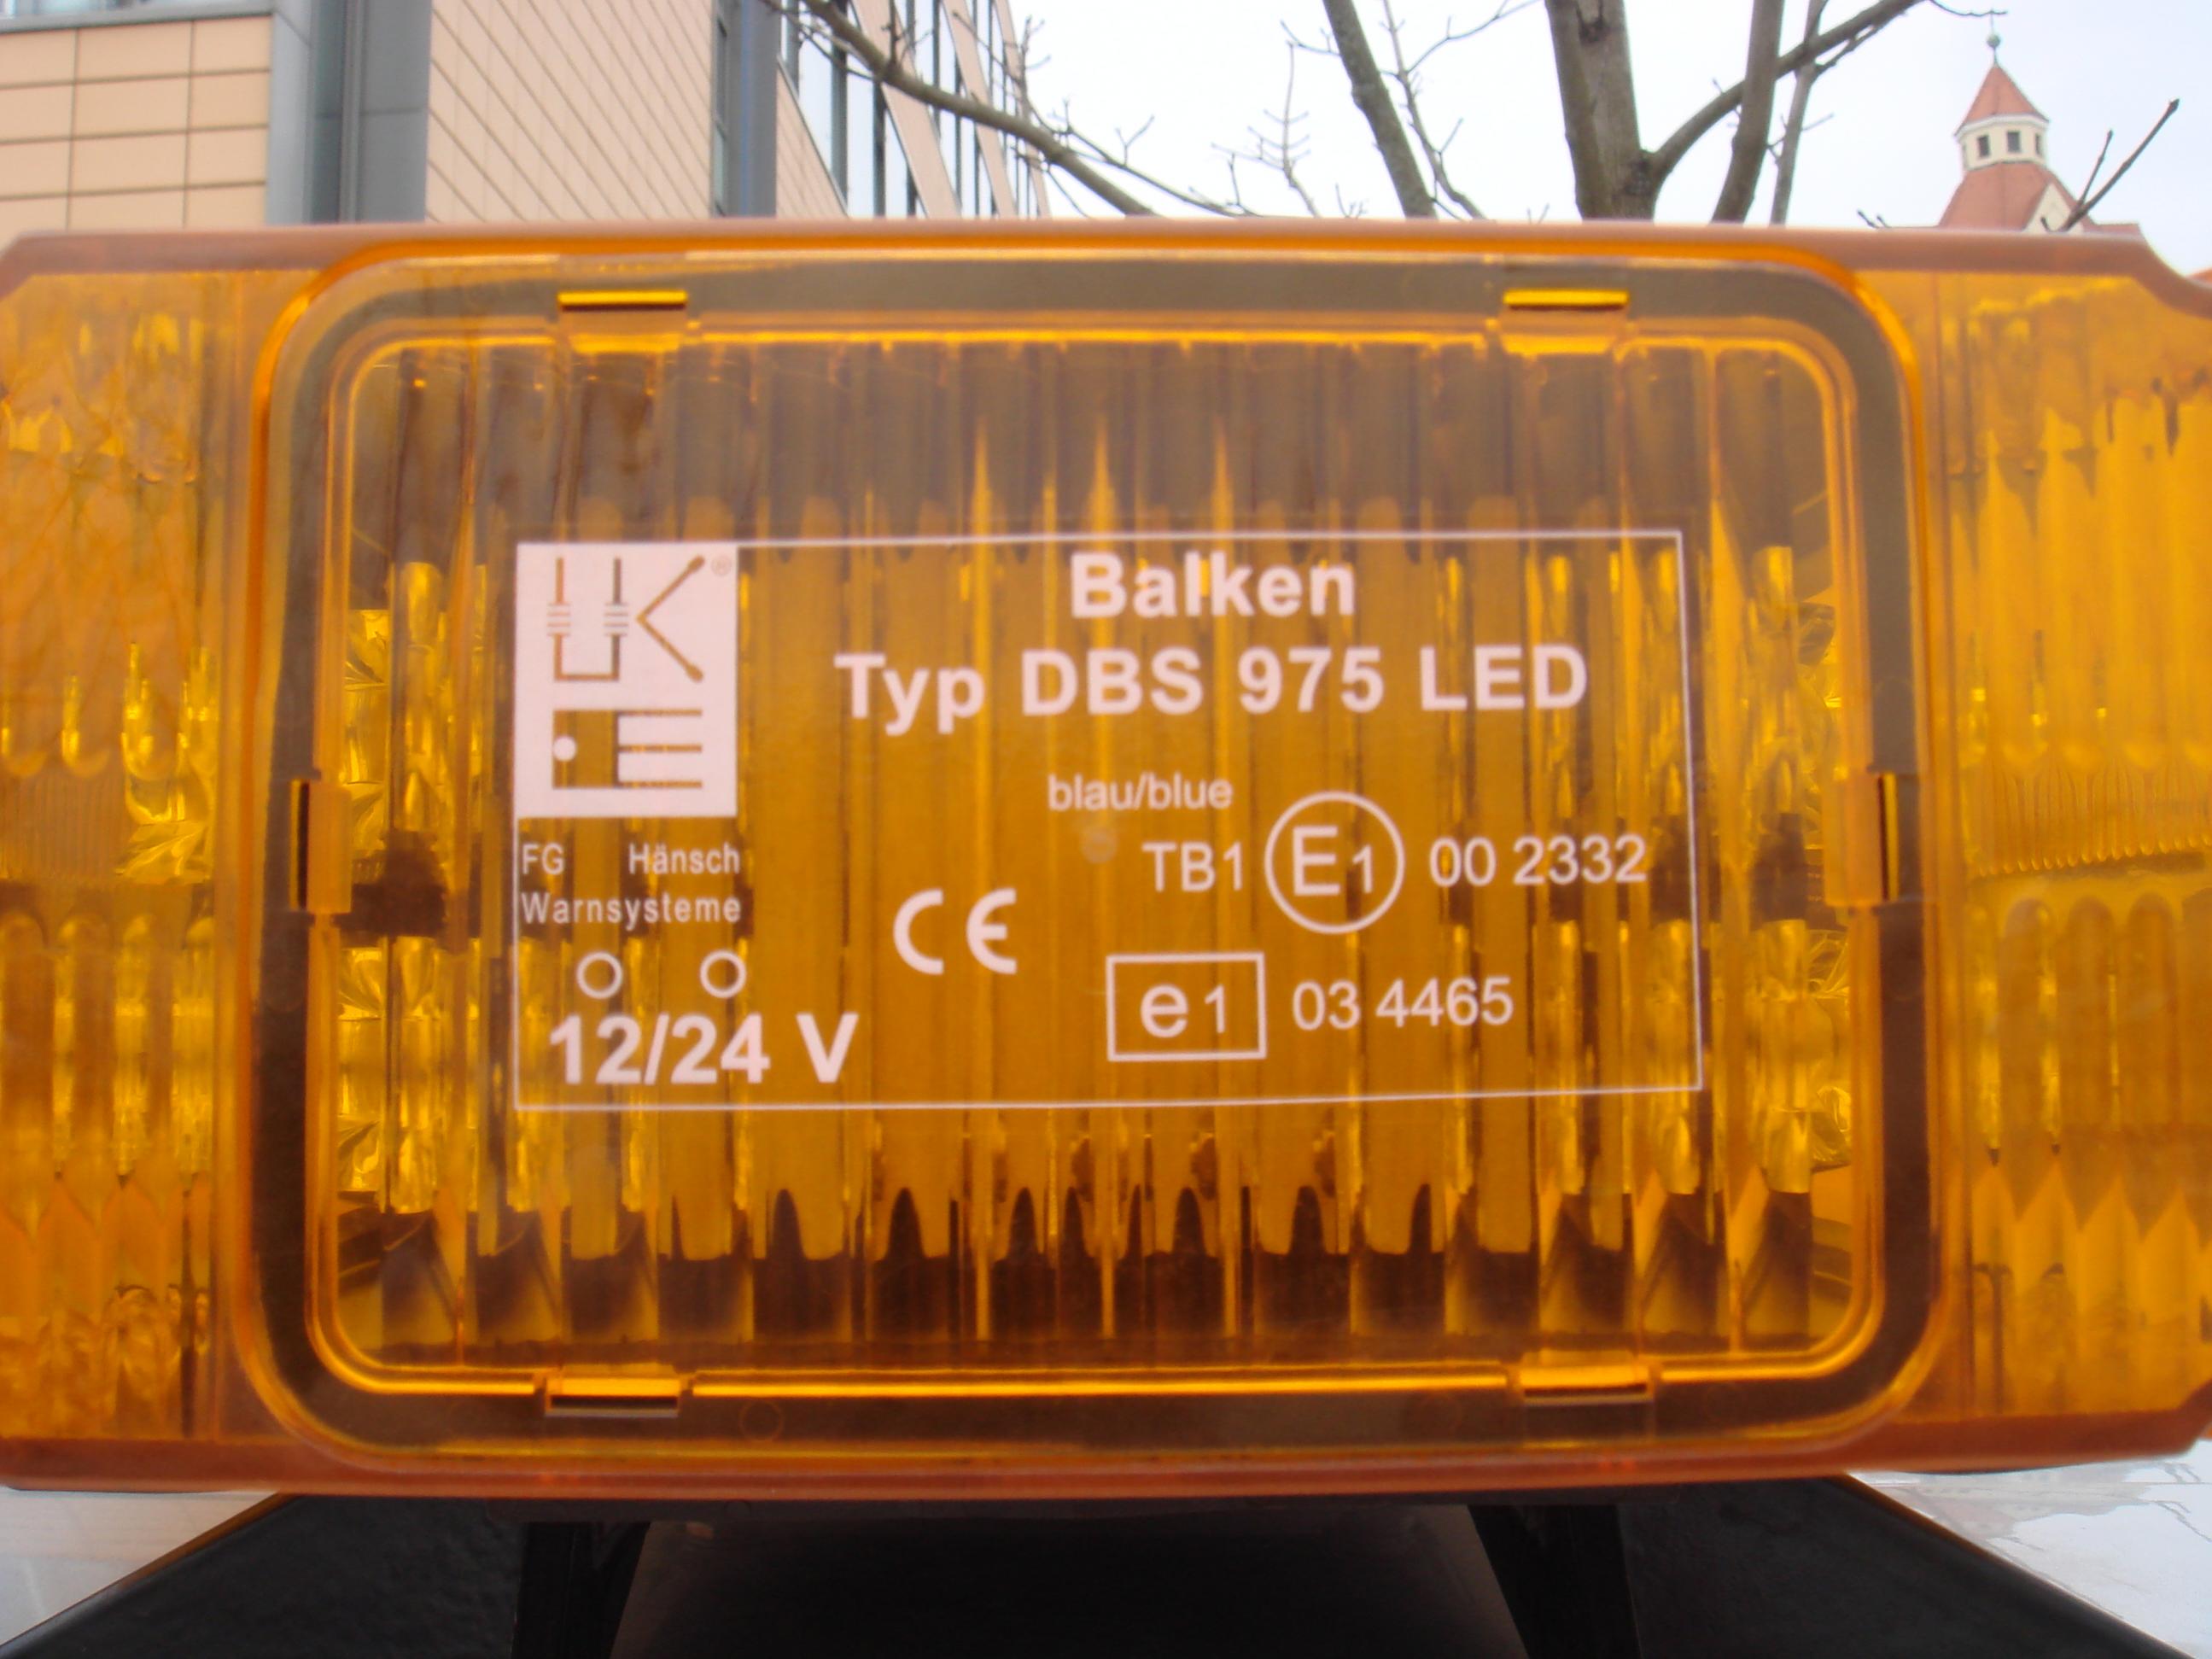 Balken
Typ DBS 975 LED
blau/blue
TB1 E1 00 2332
FG Hänsch
Warnsysteme
CE
e1 03 4465
12/24 V